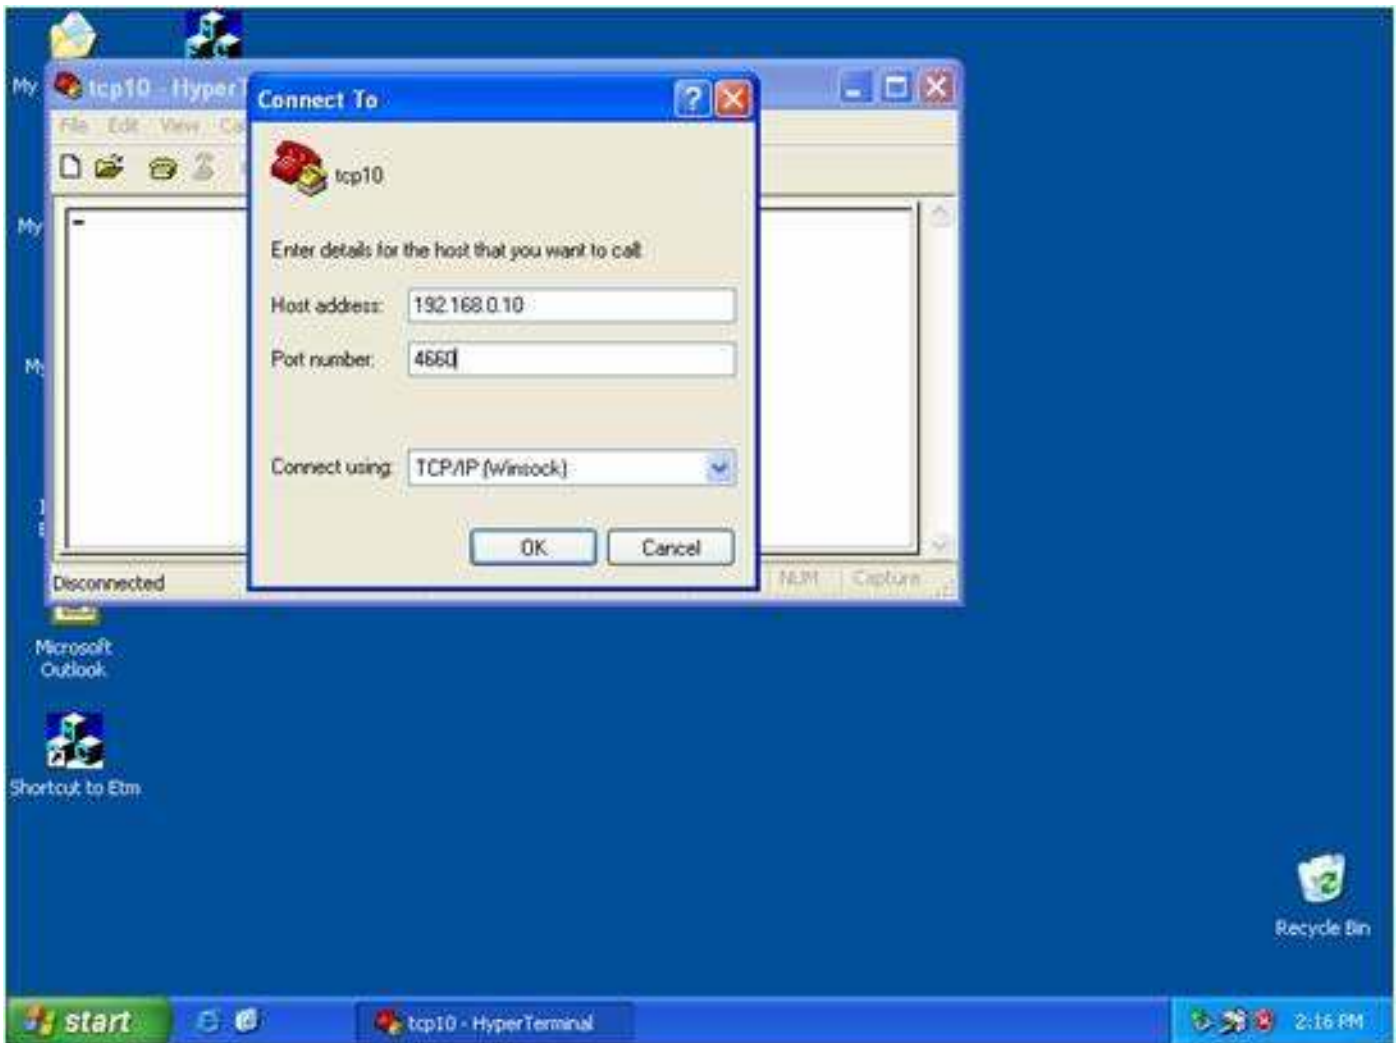 My
tcp10 - HyperT
File Edit View Ca
Connect To
tcp10
Enter details for the host that you want to call:
Host address: 192.168.0.10
Port number: 4660
Connect using: TCP/IP (Winsock)
OK Cancel
My
My
Disconnected
NUM Capture
Microsoft
Outlook
Shortcut to Etm
Recycle Bin
start
tcp10 - HyperTerminal
2:16 PM